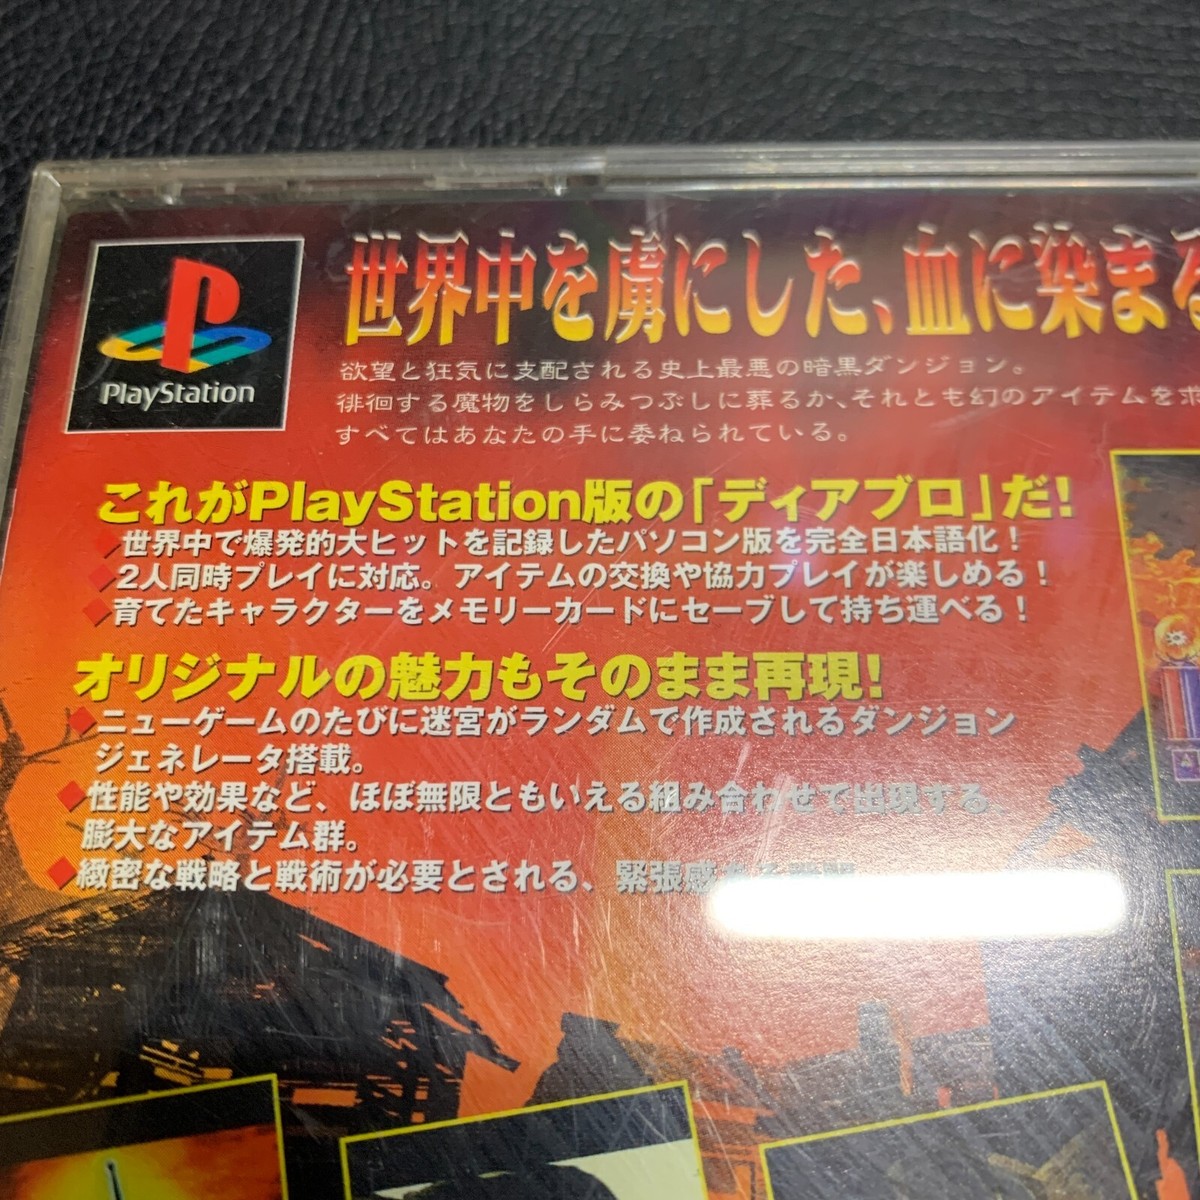 世界中を虜にした、血に染まる
PlayStation
欲望と狂気に支配される史上最悪の暗黒ダンジョン。
徘徊する魔物をしらみつぶしに葬るか、それとも幻のアイテムを求
すべてはあなたの手に委ねられている。
これがPlayStation版の「ディアブロ」だ!
世界中で爆発的大ヒットを記録したパソコン版を完全日本語化！
2人同時プレイに対応。アイテムの交換や協力プレイが楽しめる！
育てたキャラクターをメモリーカードにセーブして持ち運べる！
オリジナルの魅力もそのまま再現!
ニューゲームのたびに迷宮がランダムで作成されるダンジョン
ジェネレータ搭載。
性能や効果など、ほぼ無限ともいえる組み合わせで出現する、
膨大なアイテム群。
緻密な戦略と戦術が必要とされる、緊張感ある